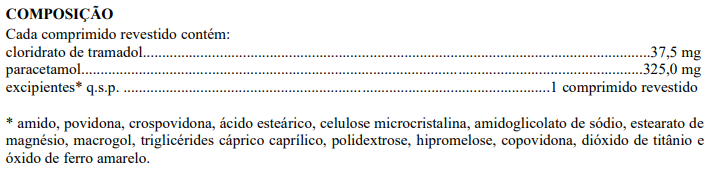 COMPOSIÇÃO
Cada comprimido revestido contém:
cloridrato de tramadol.....................................................................................................................37,5 mg
paracetamol...................................................................................................................................325,0 mg
excipientes* q.s.p. ..........................................................................................................1 comprimido revestido
* amido, povidona, crospovidona, ácido esteárico, celulose microcristalina, amidoglicolato de sódio, estearato de
magnésio, macrogol, triglicérides cáprico caprílico, polidextrose, hipromelose, copovidona, dióxido de titânio e
óxido de ferro amarelo.